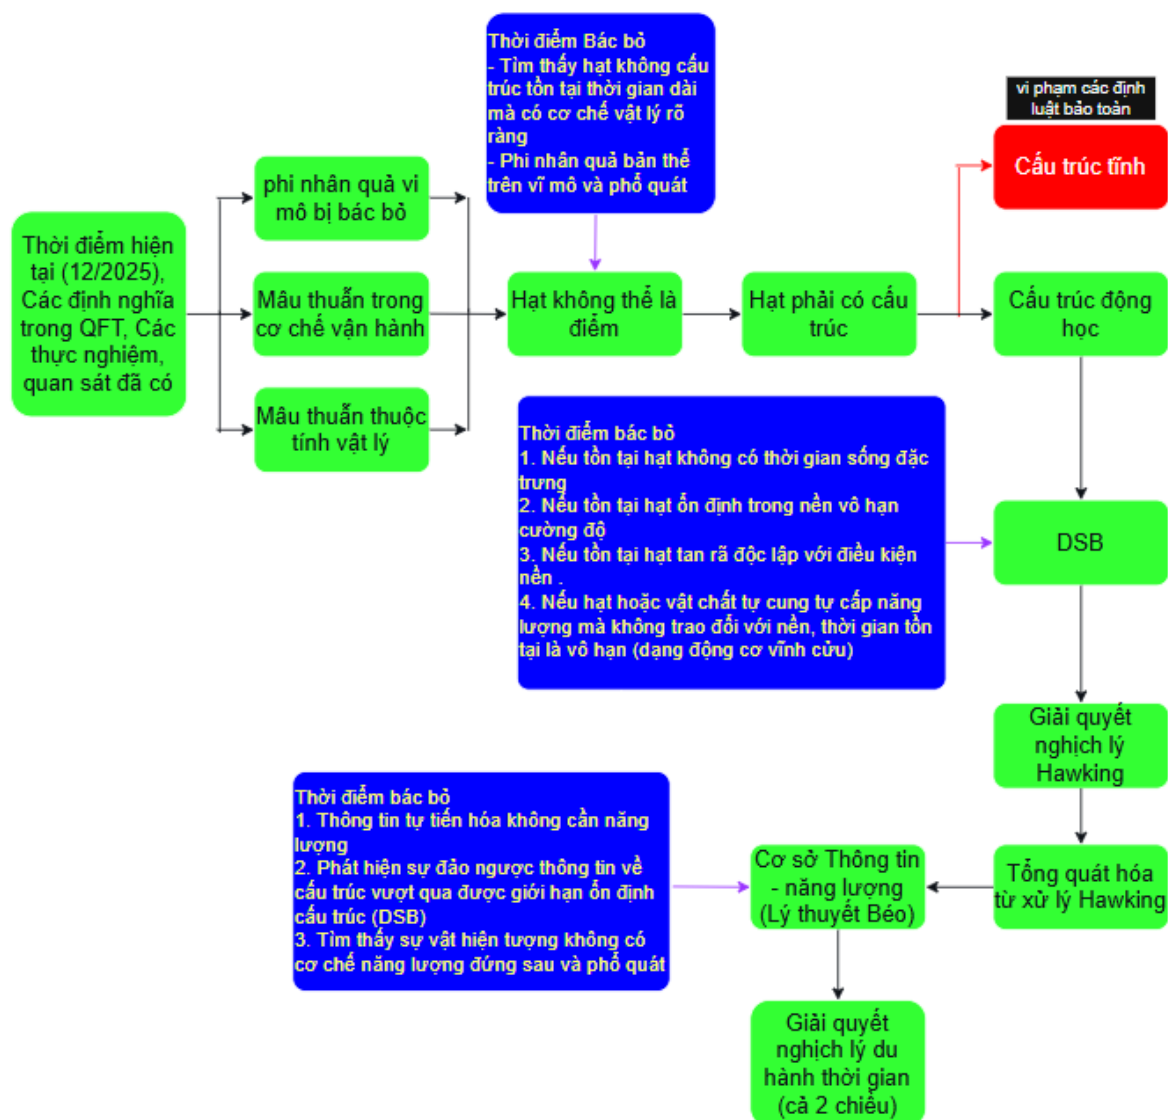 Thời điểm Bác bỏ
- Tìm thấy hạt không cấu
trúc tồn tại thời gian dài
mà có cơ chế vật lý rõ
ràng
- Phi nhân quả bản thể
trên vĩ mô và phổ quát
vi phạm các định
luật bảo toàn
Cấu trúc tĩnh
phi nhân quả vi
mô bị bác bỏ
Thời điểm hiện
tại (12/2025),
Các định nghĩa
trong QFT, Các
thực nghiệm,
quan sát đã có
Mâu thuẫn trong
cơ chế vận hành
Hạt không thể là
điểm
Hạt phải có cấu
trúc
Cấu trúc động
học
Mâu thuẫn thuộc
tính vật lý
Thời điểm bác bỏ
1. Nếu tồn tại hạt không có thời gian sống đặc
trưng
2. Nếu tồn tại hạt ổn định trong nền vô hạn
cường độ
3. Nếu tồn tại hạt tan rã độc lập với điều kiện
nền .
4. Nếu hạt hoặc vật chất tự cung tự cấp năng
lượng mà không trao đổi với nền, thời gian tồn
tại là vô hạn (dạng động cơ vĩnh cửu)
DSB
Giải quyết
nghịch lý
Hawking
Thời điểm bác bỏ
1. Thông tin tự tiến hóa không cần năng
lượng
2. Phát hiện sự đảo ngược thông tin về
cấu trúc vượt qua được giới hạn ổn định
cấu trúc (DSB)
3. Tìm thấy sự vật hiện tượng không có
cơ chế năng lượng đứng sau và phổ quát
Cơ sở Thông tin
- năng lượng
(Lý thuyết Béo)
Tổng quát hóa
từ xử lý Hawking
Giải quyết
nghịch lý du
hành thời gian
(cả 2 chiều)